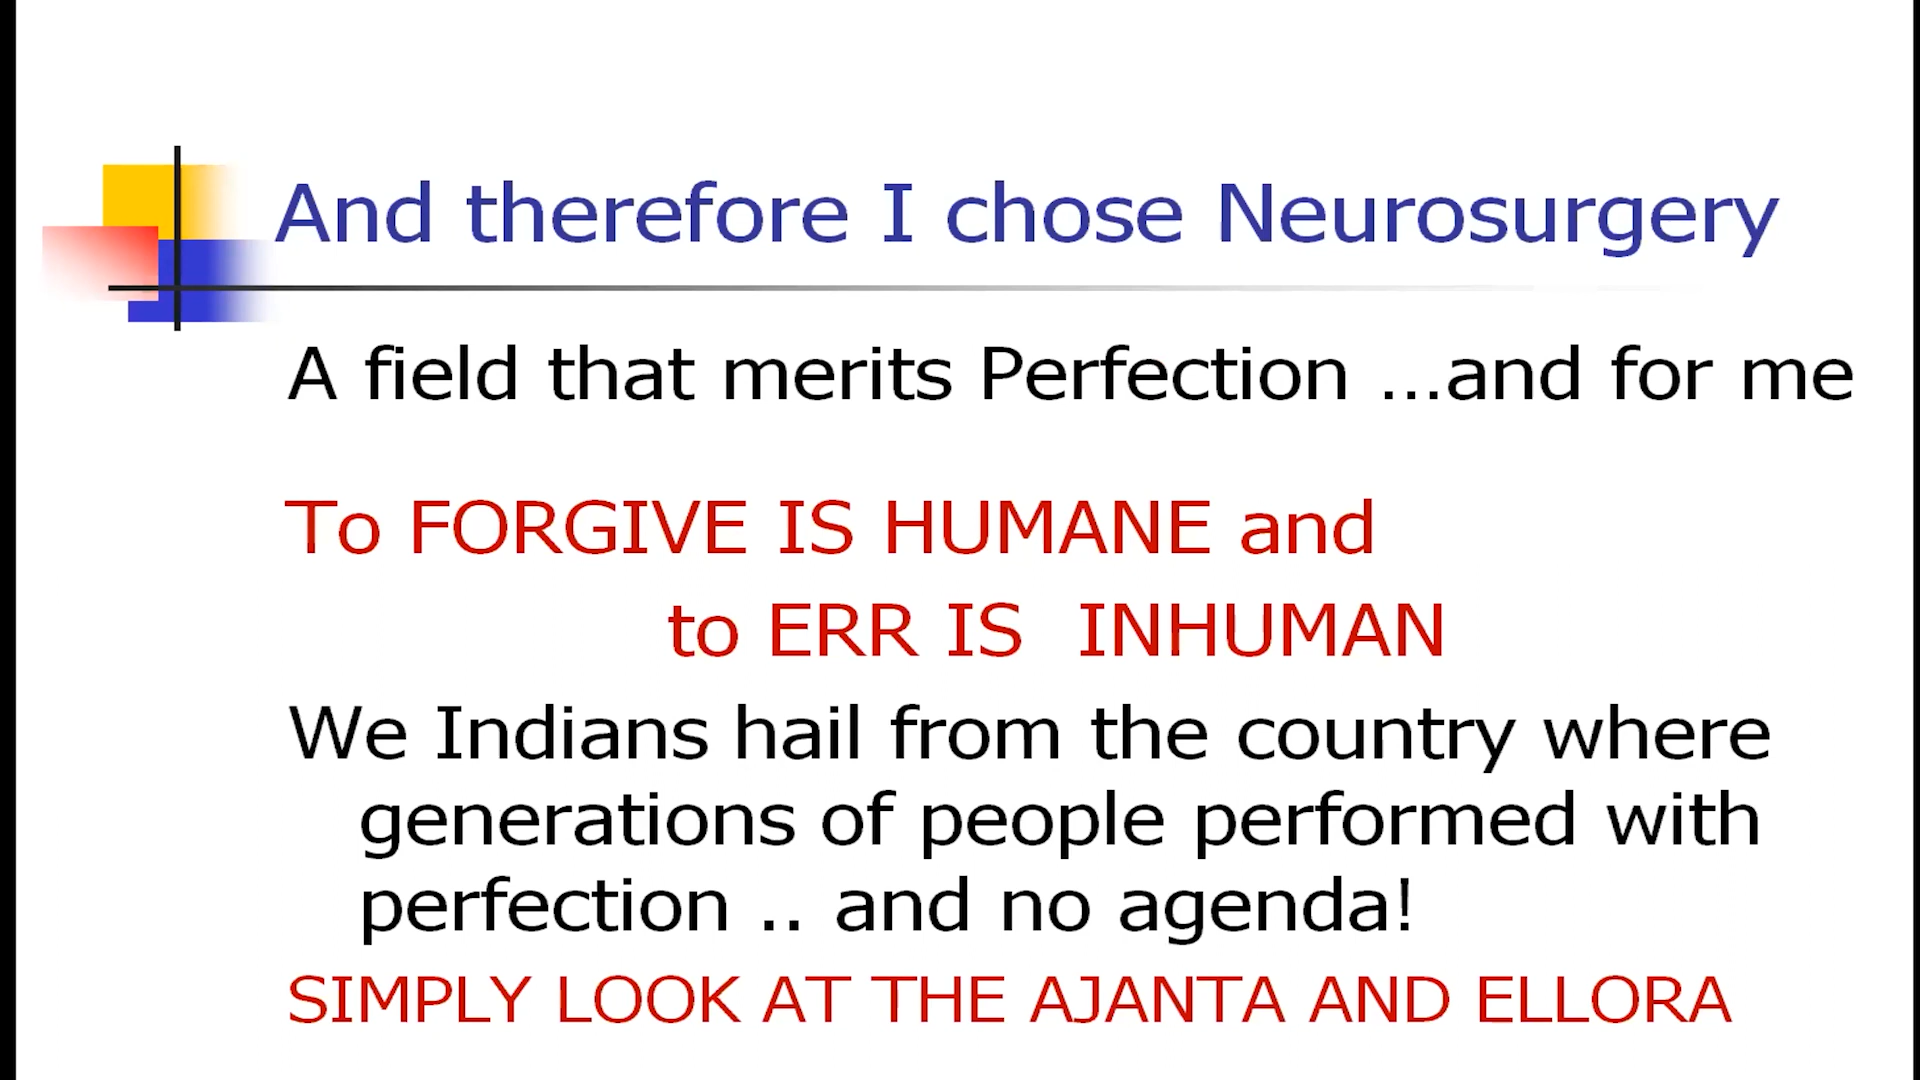 And therefore I chose Neurosurgery
A field that merits Perfection ...and for me
To FORGIVE IS HUMANE and
to ERR IS  INHUMAN
We Indians hail from the country where
generations of people performed with
perfection .. and no agenda!
SIMPLY LOOK AT THE AJANTA AND ELLORA